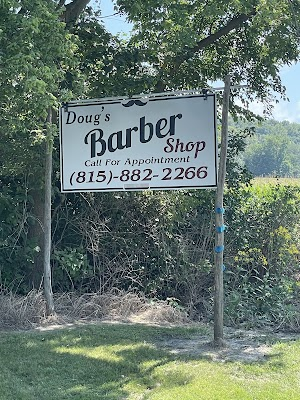 Doug's
Barber
Shop
Call For Appointment
(815)-882-2266